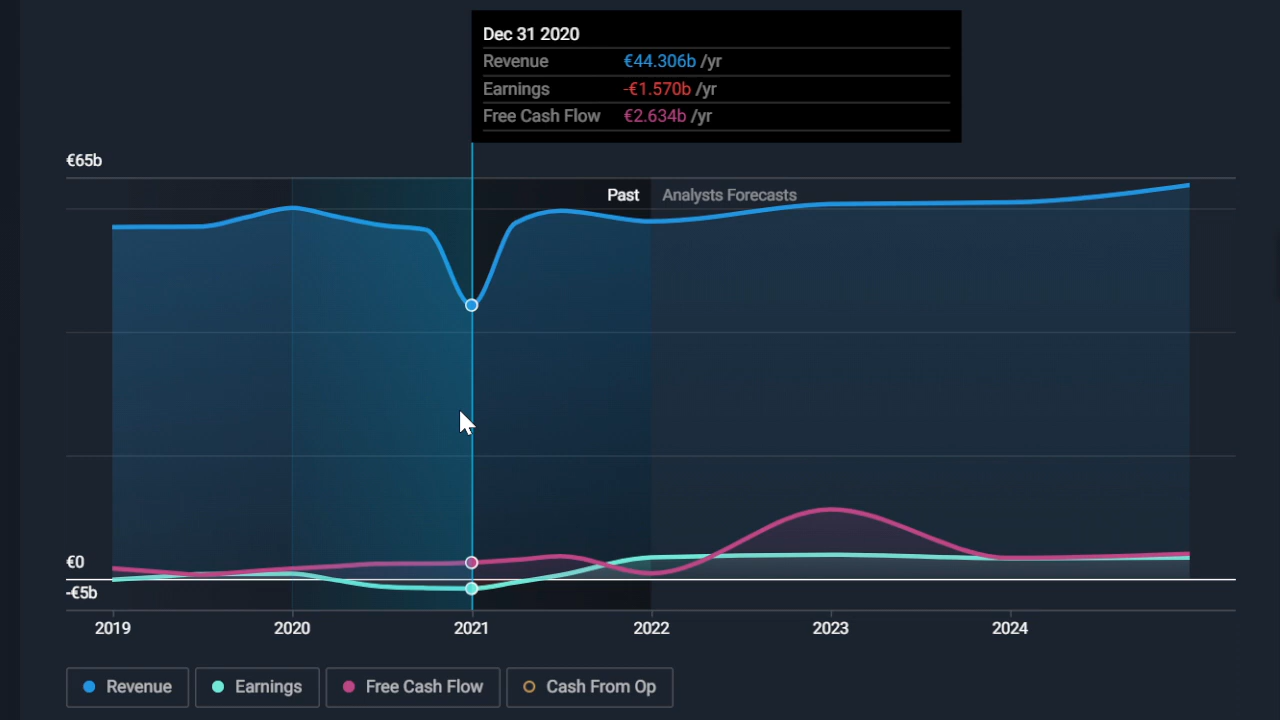 Dec 31 2020
Revenue €44.306b /yr
Earnings -€1.570b /yr
Free Cash Flow €2.634b /yr
€65b
Past Analysts Forecasts
€0
-€5b
2019 2020 2021 2022 2023 2024
Revenue Earnings Free Cash Flow Cash From Op